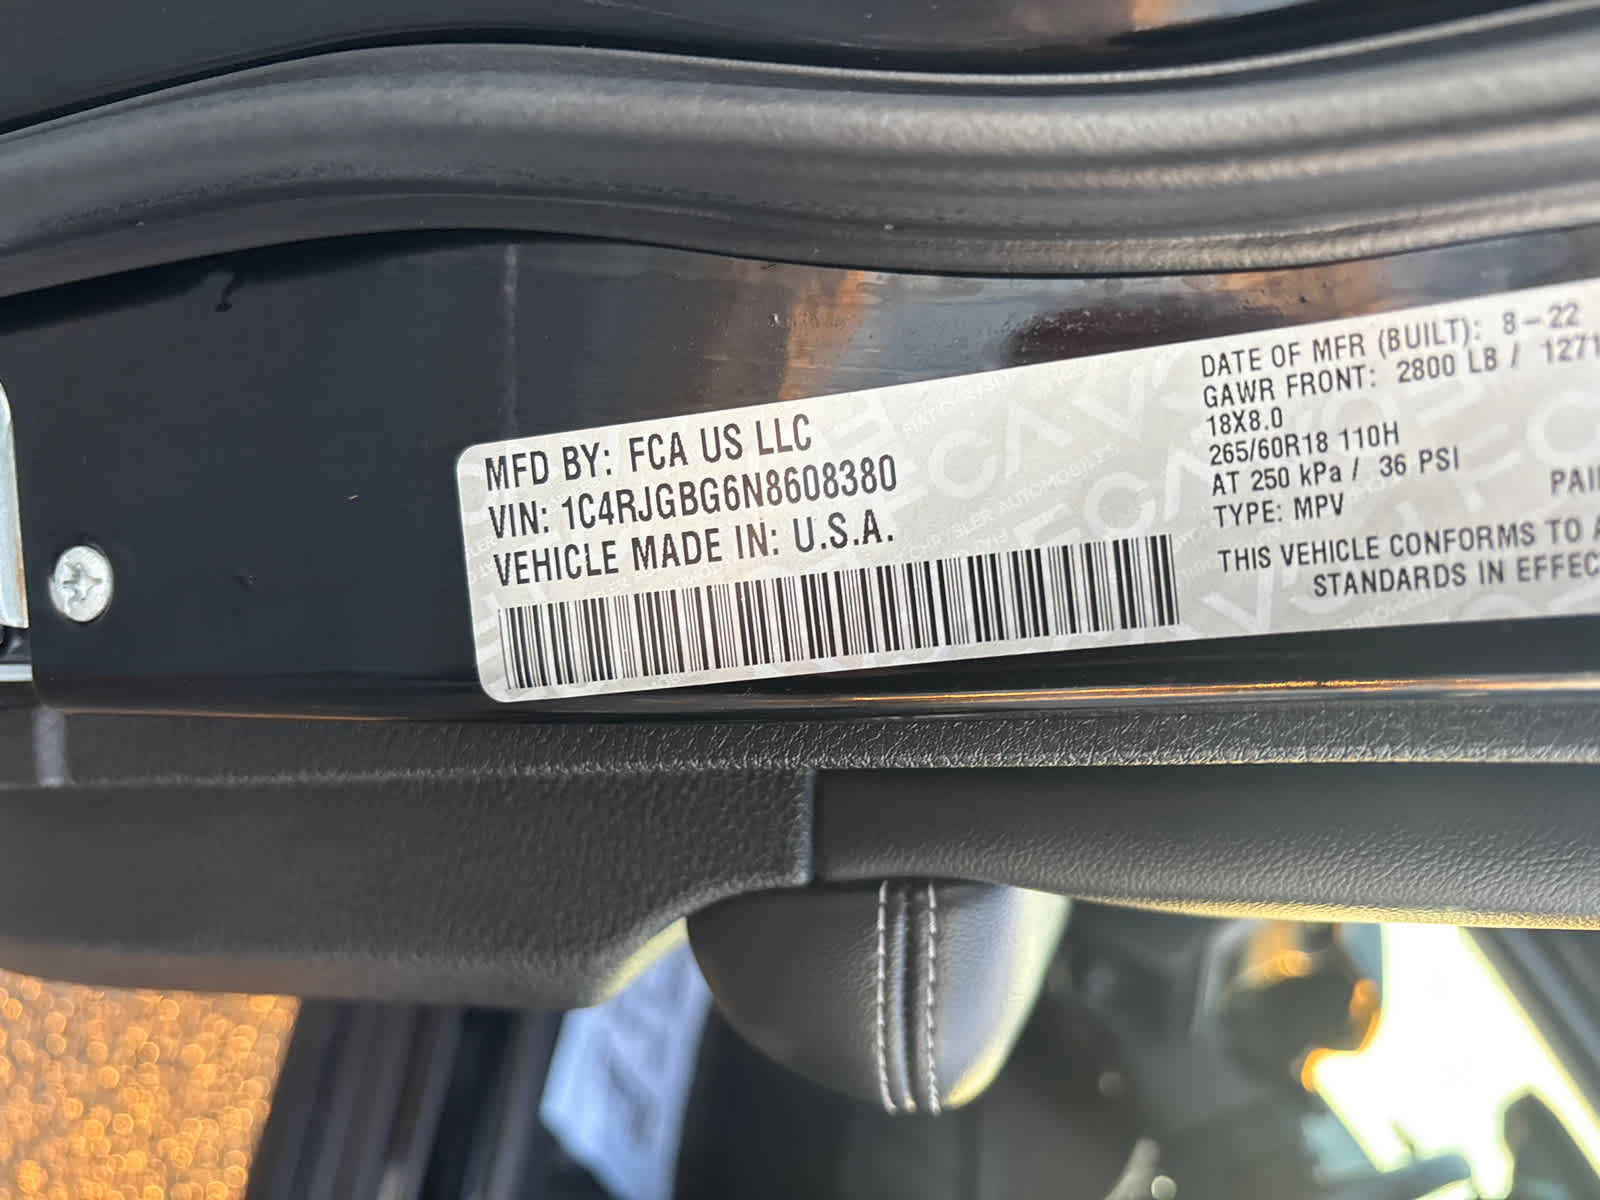 MFD BY: FCA US LLC
VIN: 1C4RJGBG6N8608380
VEHICLE MADE IN: U.S.A.
DATE OF MFR (BUILT): 8-22
GAWR FRONT: 2800 LB / 1271
18X8.0
265/60R18 110H
AT 250 kPa / 36 PSI
TYPE: MPV
PAI
THIS VEHICLE CONFORMS TO A
STANDARDS IN EFFEC